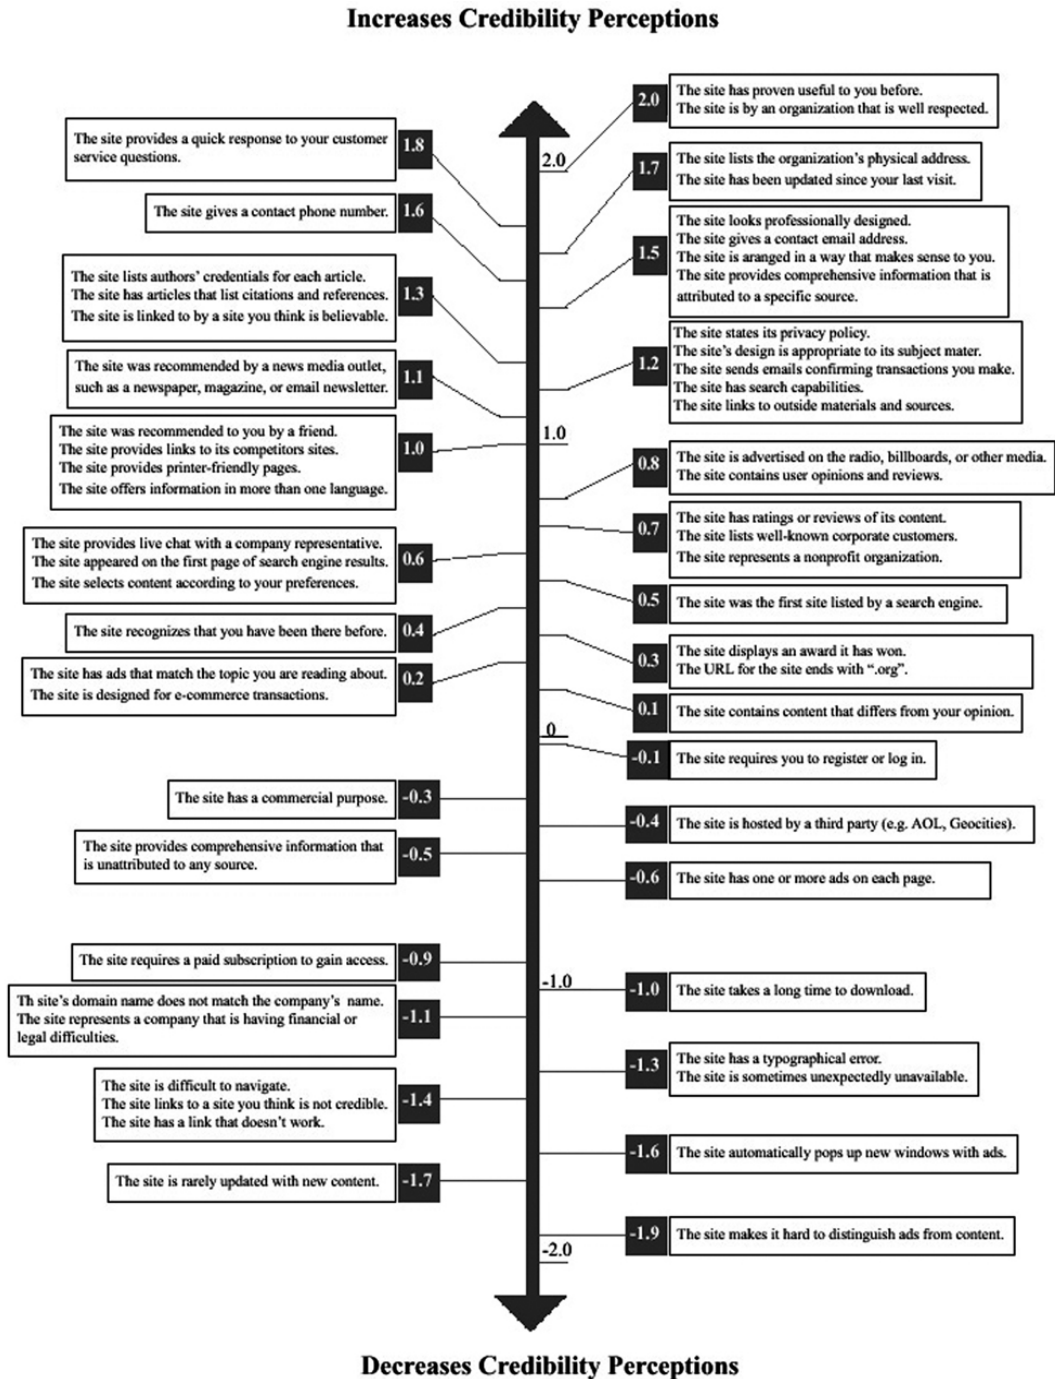 Increases Credibility Perceptions
2.0
The site has proven useful to you before.
The site is by an organization that is well respected.
The site provides a quick response to your customer
service questions.
1.8
2.0
1.7
The site lists the organization's physical address.
The site has been updated since your last visit.
The site gives a contact phone number.
1.6
1.5
The site looks professionally designed.
The site gives a contact email address.
The site is aranged in a way that makes sense to you.
The site provides comprehensive information that is
attributed to a specific source.
The site lists authors' credentials for each article.
The site has articles that list citations and references.
The site is linked to by a site you think is believable.
1.3
1.2
The site states its privacy policy.
The site's design is appropriate to its subject mater.
The site sends emails confirming transactions you make.
The site has search capabilities.
The site links to outside materials and sources.
The site was recommended by a news media outlet,
such as a newspaper, magazine, or email newsletter.
1.1
The site was recommended to you by a friend.
The site provides links to its competitors sites.
The site provides printer-friendly pages.
The site offers information in more than one language.
1.0
1.0
0.8
The site is advertised on the radio, billboards, or other media.
The site contains user opinions and reviews.
0.7
The site has ratings or reviews of its content.
The site lists well-known corporate customers.
The site represents a nonprofit organization.
The site provides live chat with a company representative.
The site appeared on the first page of search engine results.
The site selects content according to your preferences.
0.6
0.5
The site was the first site listed by a search engine.
The site recognizes that you have been there before.
0.4
0.3
The site displays an award it has won.
The URL for the site ends with ".org".
The site has ads that match the topic you are reading about.
The site is designed for e-commerce transactions.
0.2
0.1
The site contains content that differs from your opinion.
0
-0.1
The site requires you to register or log in.
The site has a commercial purpose.
-0.3
-0.4
The site is hosted by a third party (e.g. AOL, Geocities).
The site provides comprehensive information that
is unattributed to any source.
-0.5
-0.6
The site has one or more ads on each page.
The site requires a paid subscription to gain access.
-0.9
-1.0
-1.0
The site takes a long time to download.
Th site's domain name does not match the company's name.
The site represents a company that is having financial or
legal difficulties.
-1.1
-1.3
The site has a typographical error.
The site is sometimes unexpectedly unavailable.
The site is difficult to navigate.
The site links to a site you think is not credible.
The site has a link that doesn't work.
-1.4
-1.6
The site automatically pops up new windows with ads.
The site is rarely updated with new content.
-1.7
-1.9
The site makes it hard to distinguish ads from content.
-2.0
Decreases Credibility Perceptions